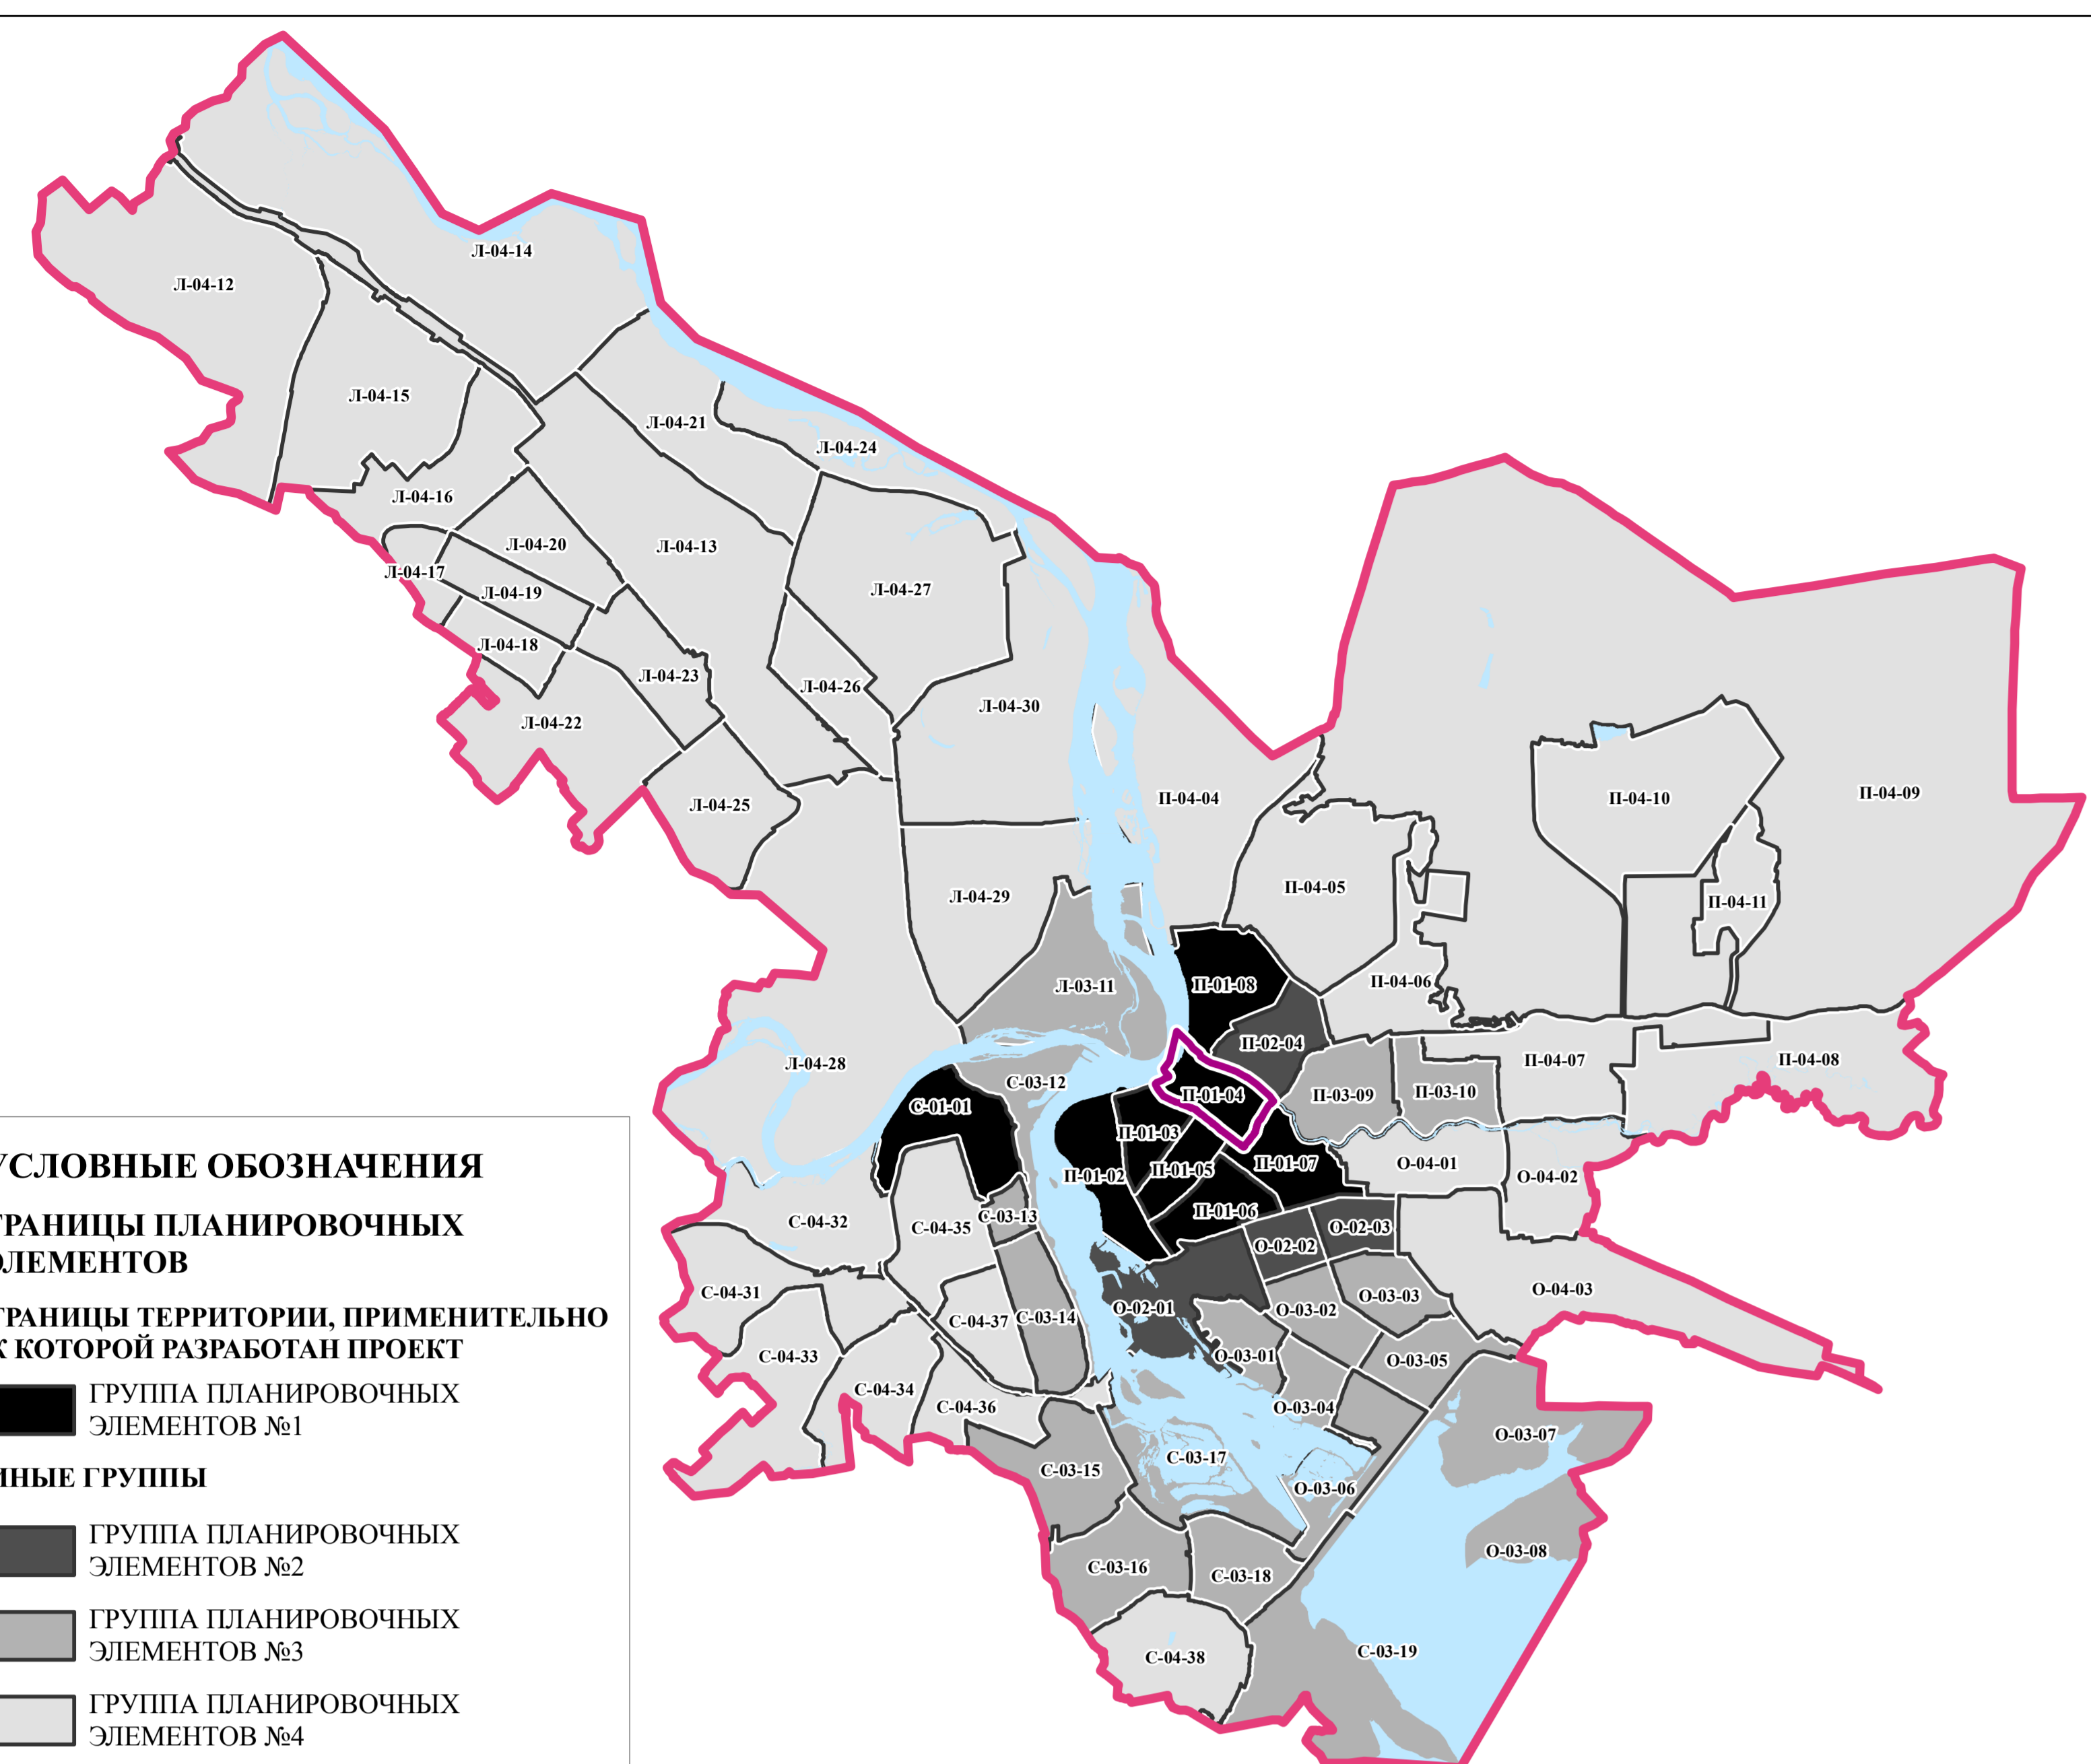 Л-04-14
Л-04-12
Л-04-15
Л-04-21
Л-04-24
Л-04-16
Л-04-20
Л-04-13
Л-04-17
Л-04-19
Л-04-27
Л-04-18
Л-04-23
Л-04-26
Л-04-30
Л-04-22
Л-04-25
П-04-04
П-04-10
П-04-09
Л-04-29
П-04-05
П-04-11
Л-03-11
П-01-08
П-04-06
П-02-04
Л-04-28
С-03-12
П-04-07
П-04-08
С-01-01
П-01-04
П-03-09
П-03-10
П-01-03
П-01-02
П-01-05
П-01-07
О-04-01
О-04-02
С-04-32
С-04-35
С-03-13
П-01-06
О-02-02
О-02-03
С-04-31
О-02-01
О-03-02
О-03-03
О-04-03
С-04-37
С-03-14
С-04-33
О-03-01
О-03-05
С-04-34
С-04-36
О-03-04
О-03-07
С-03-15
С-03-17
О-03-06
О-03-08
С-03-16
С-03-18
С-04-38
С-03-19
УСЛОВНЫЕ ОБОЗНАЧЕНИЯ
ГРАНИЦЫ ПЛАНИРОВОЧНЫХ
ЭЛЕМЕНТОВ
ГРАНИЦЫ ТЕРРИТОРИИ, ПРИМЕНИТЕЛЬНО
К КОТОРОЙ РАЗРАБОТАН ПРОЕКТ
ГРУППА ПЛАНИРОВОЧНЫХ
ЭЛЕМЕНТОВ №1
ИНЫЕ ГРУППЫ
ГРУППА ПЛАНИРОВОЧНЫХ
ЭЛЕМЕНТОВ №2
ГРУППА ПЛАНИРОВОЧНЫХ
ЭЛЕМЕНТОВ №3
ГРУППА ПЛАНИРОВОЧНЫХ
ЭЛЕМЕНТОВ №4